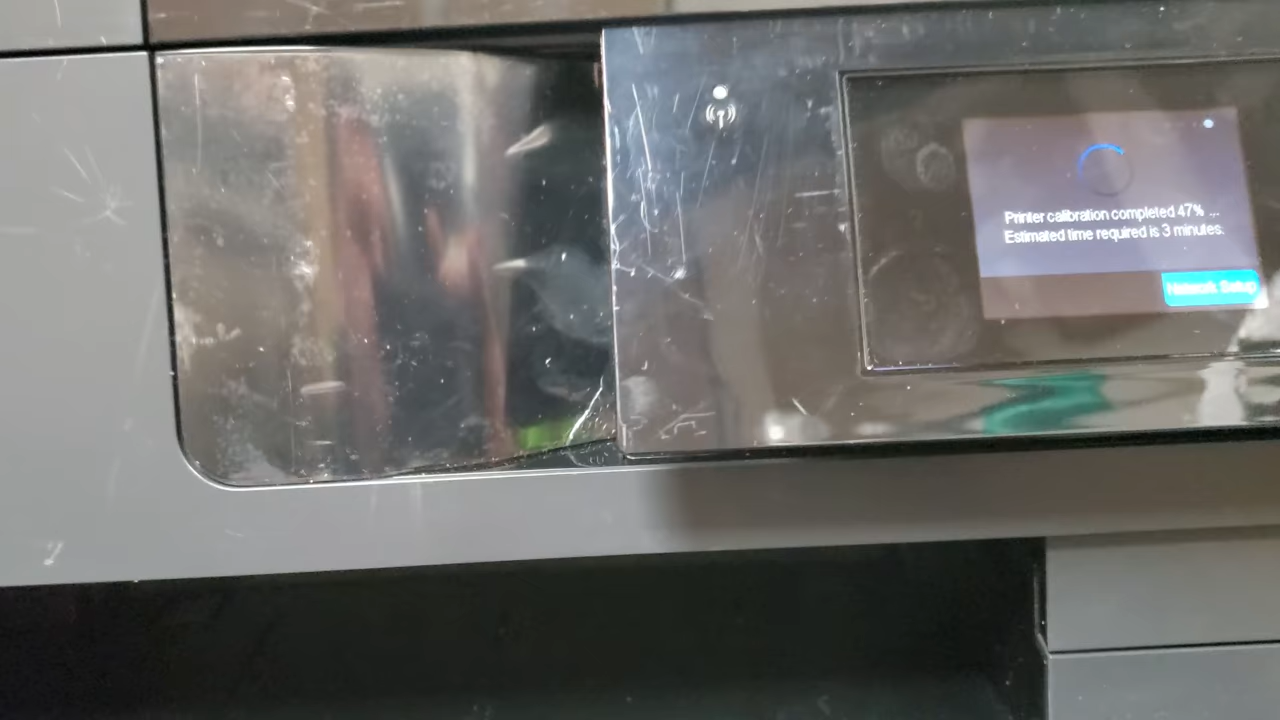 Printer calibration completed 47% ...
Estimated time required is 3 minutes.
Network Setup